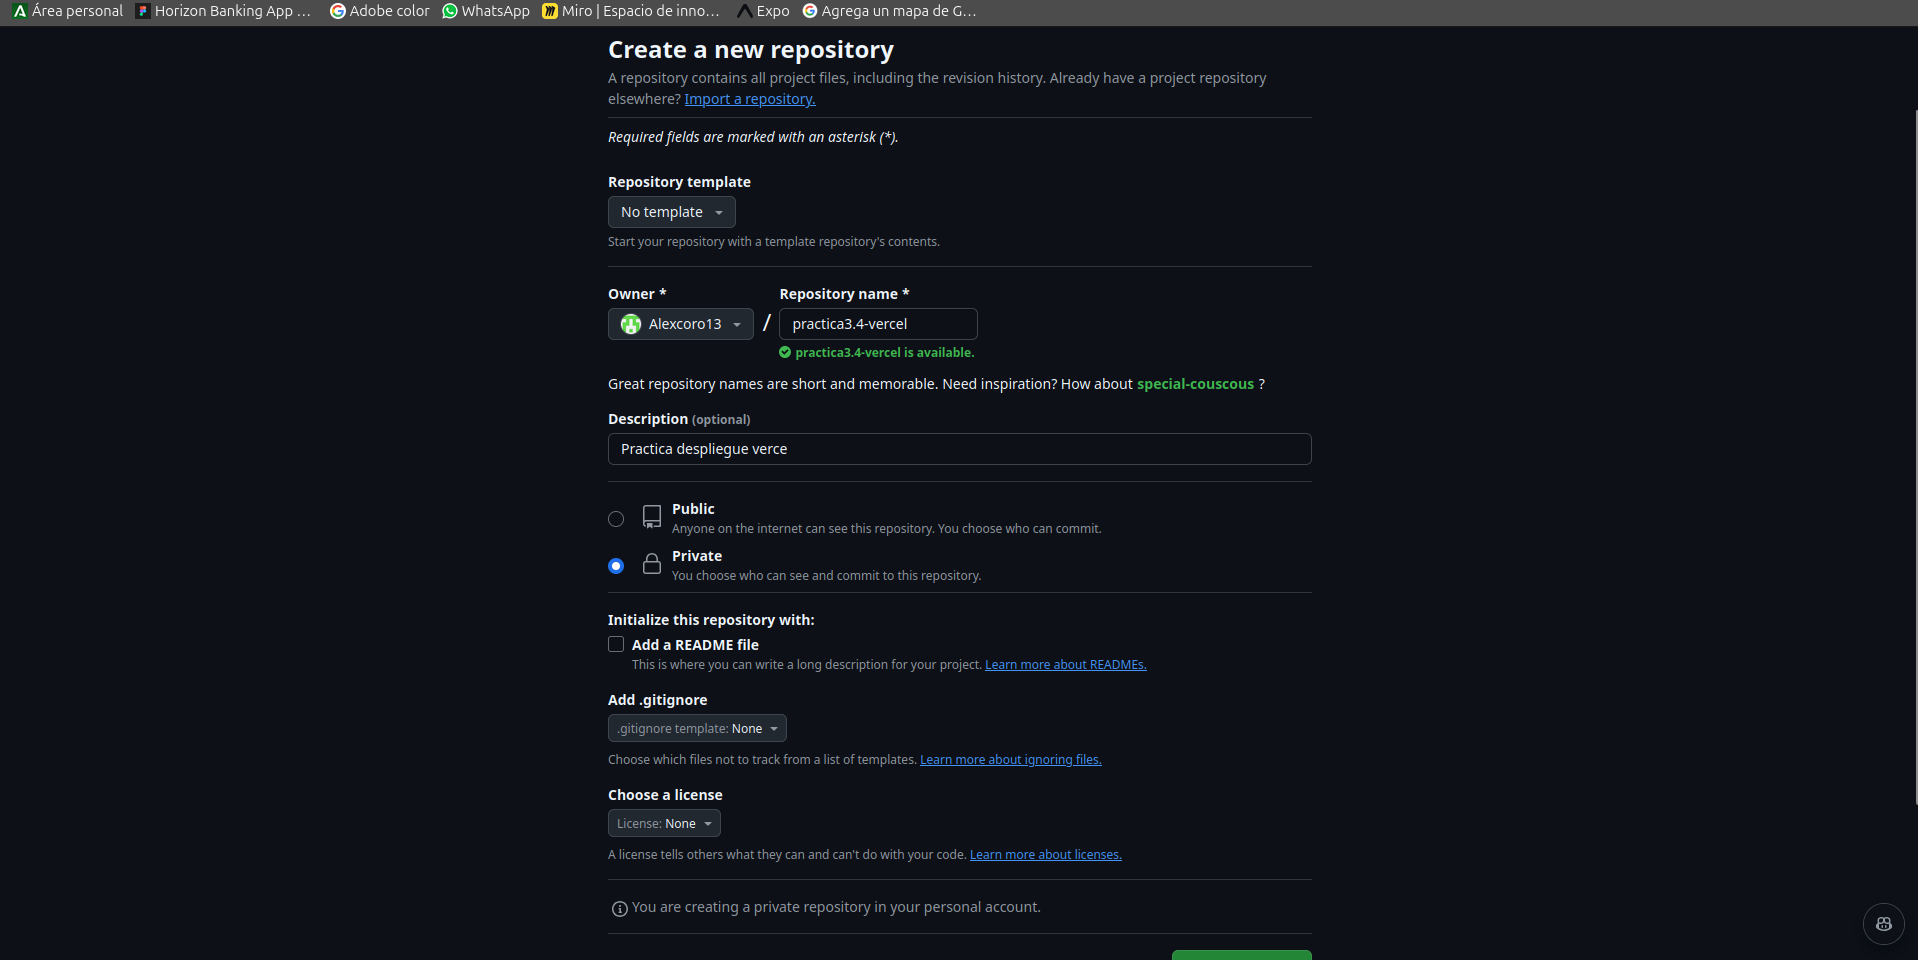 Área personal Horizon Banking App ... Adobe color WhatsApp Miro | Espacio de inno... Expo Agrega un mapa de G...
Create a new repository
A repository contains all project files, including the revision history. Already have a project repository
elsewhere? Import a repository.
Required fields are marked with an asterisk (*).
Repository template
No template
Start your repository with a template repository's contents.
Owner * Repository name *
Alexcoro13 / practica3.4-vercel
practica3.4-vercel is available.
Great repository names are short and memorable. Need inspiration? How about special-couscous ?
Description (optional)
Practica despliegue verce
Public
Anyone on the internet can see this repository. You choose who can commit.
Private
You choose who can see and commit to this repository.
Initialize this repository with:
Add a README file
This is where you can write a long description for your project. Learn more about READMEs.
Add .gitignore
.gitignore template: None
Choose which files not to track from a list of templates. Learn more about ignoring files.
Choose a license
License: None
A license tells others what they can and can't do with your code. Learn more about licenses.
You are creating a private repository in your personal account.